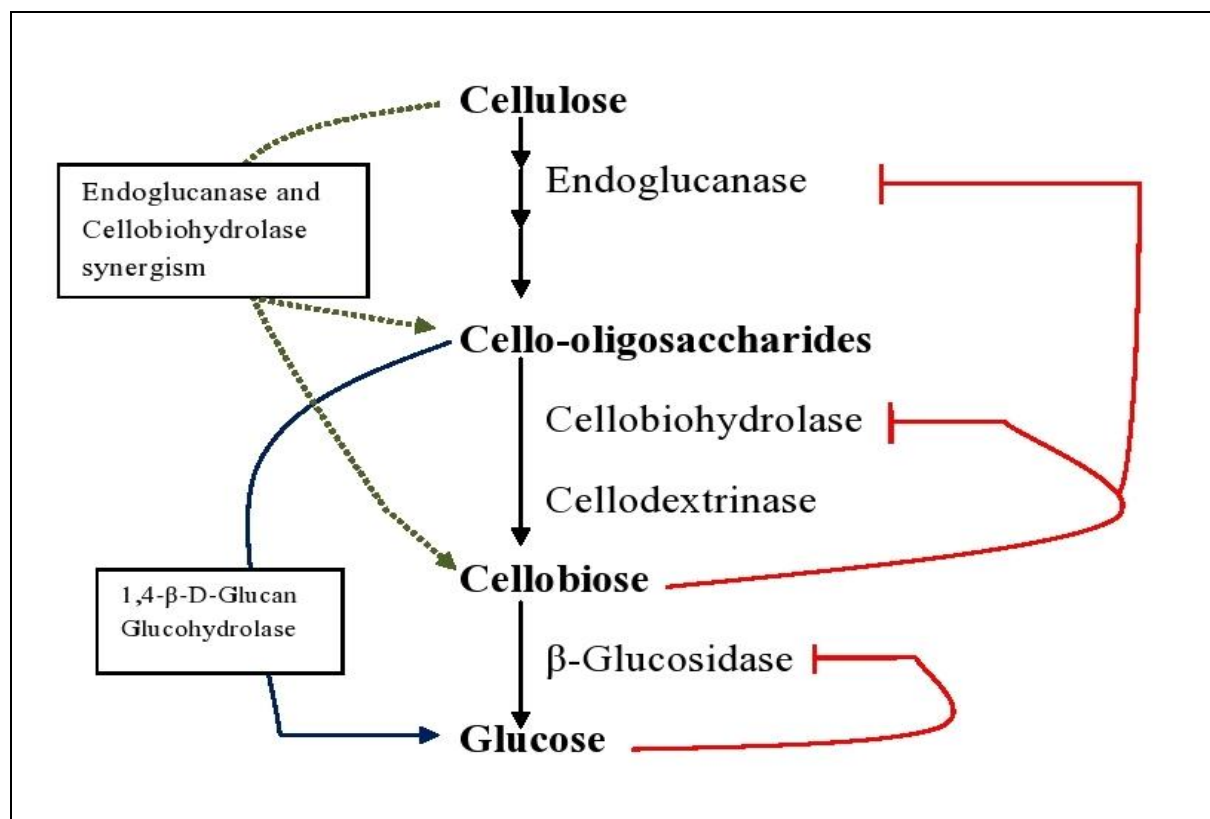 Cellulose
Endoglucanase and
Cellobiohydrolase
synergism
Endoglucanase
Cello-oligosaccharides
Cellobiohydrolase
Cellodextrinase
Cellobiose
1,4-β-D-Glucan
Glucohydrolase
β-Glucosidase
Glucose